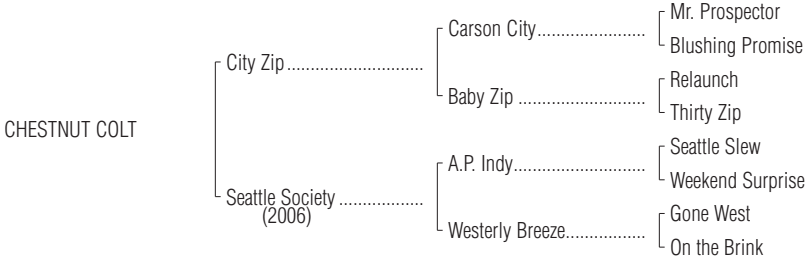 Mr. Prospector
Carson City.......................
Blushing Promise
City Zip.............................
Relaunch
Baby Zip ...........................
Thirty Zip
CHESTNUT COLT
Seattle Slew
A.P. Indy............................
Weekend Surprise
Seattle Society ..................
(2006)
Gone West
Westerly Breeze.................
On the Brink